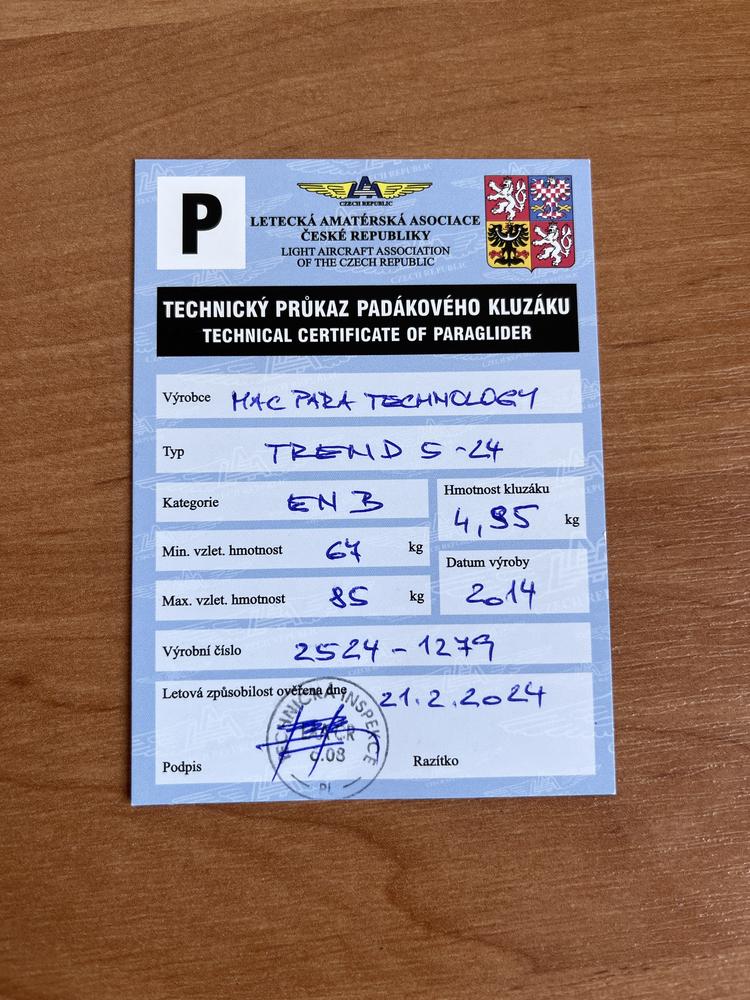 P
CZECH REPUBLIC
LETECKÁ AMATÉRSKÁ ASOCIACE
ČESKÉ REPUBLIKY
LIGHT AIRCRAFT ASSOCIATION
OF THE CZECH REPUBLIC
TECHNICKÝ PRŮKAZ PADÁKOVÉHO KLUZÁKU
TECHNICAL CERTIFICATE OF PARAGLIDER
Výrobce MAC PARA TECHNOLOGY
Typ TREND S-24
Kategorie EN B
Hmotnost kluzáku
4,95 kg
Min. vzlet. hmotnost 67 kg
Datum výroby
2014
Max. vzlet. hmotnost 85 kg
Výrobní číslo 2524-1279
Letová způsobilost ověřena dne 21.2.2024
TECHNICKÁ INSPEKCE
č.08
PL
Podpis
Razítko